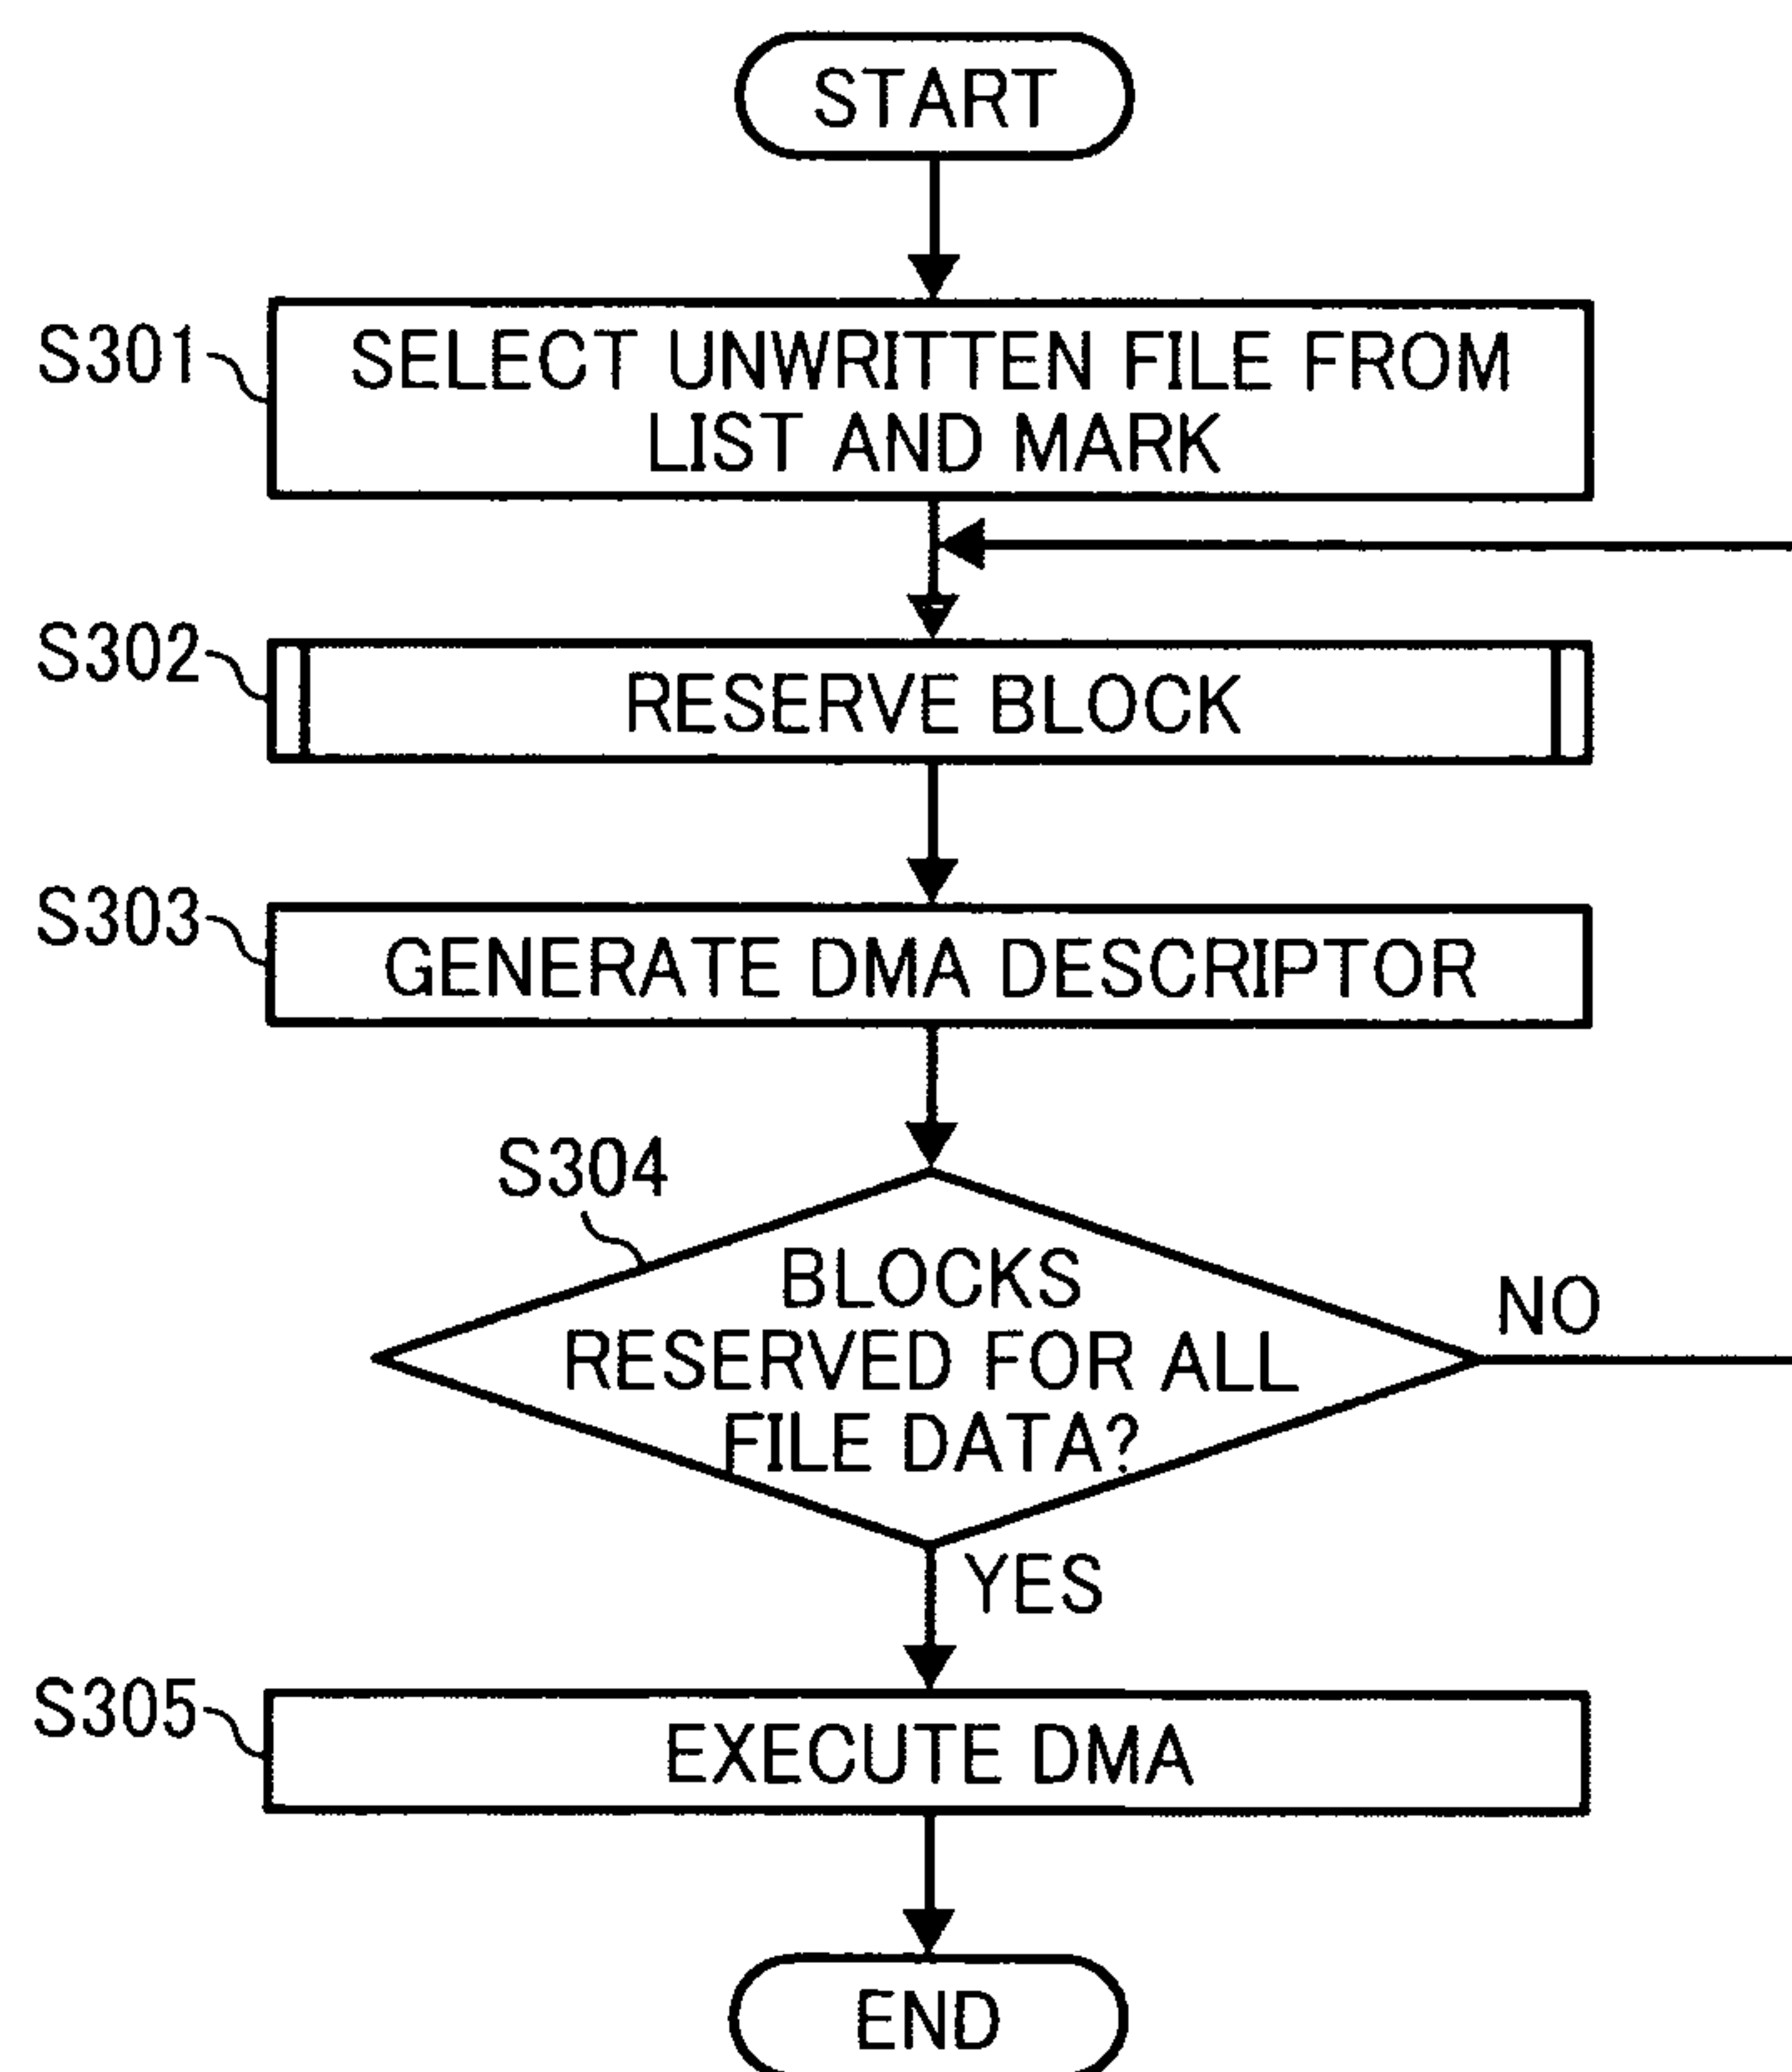 START
S301
SELECT UNWRITTEN FILE FROM
LIST AND MARK
S302
RESERVE BLOCK
S303
GENERATE DMA DESCRIPTOR
S304
BLOCKS
RESERVED FOR ALL
FILE DATA?
NO
YES
S305
EXECUTE DMA
END